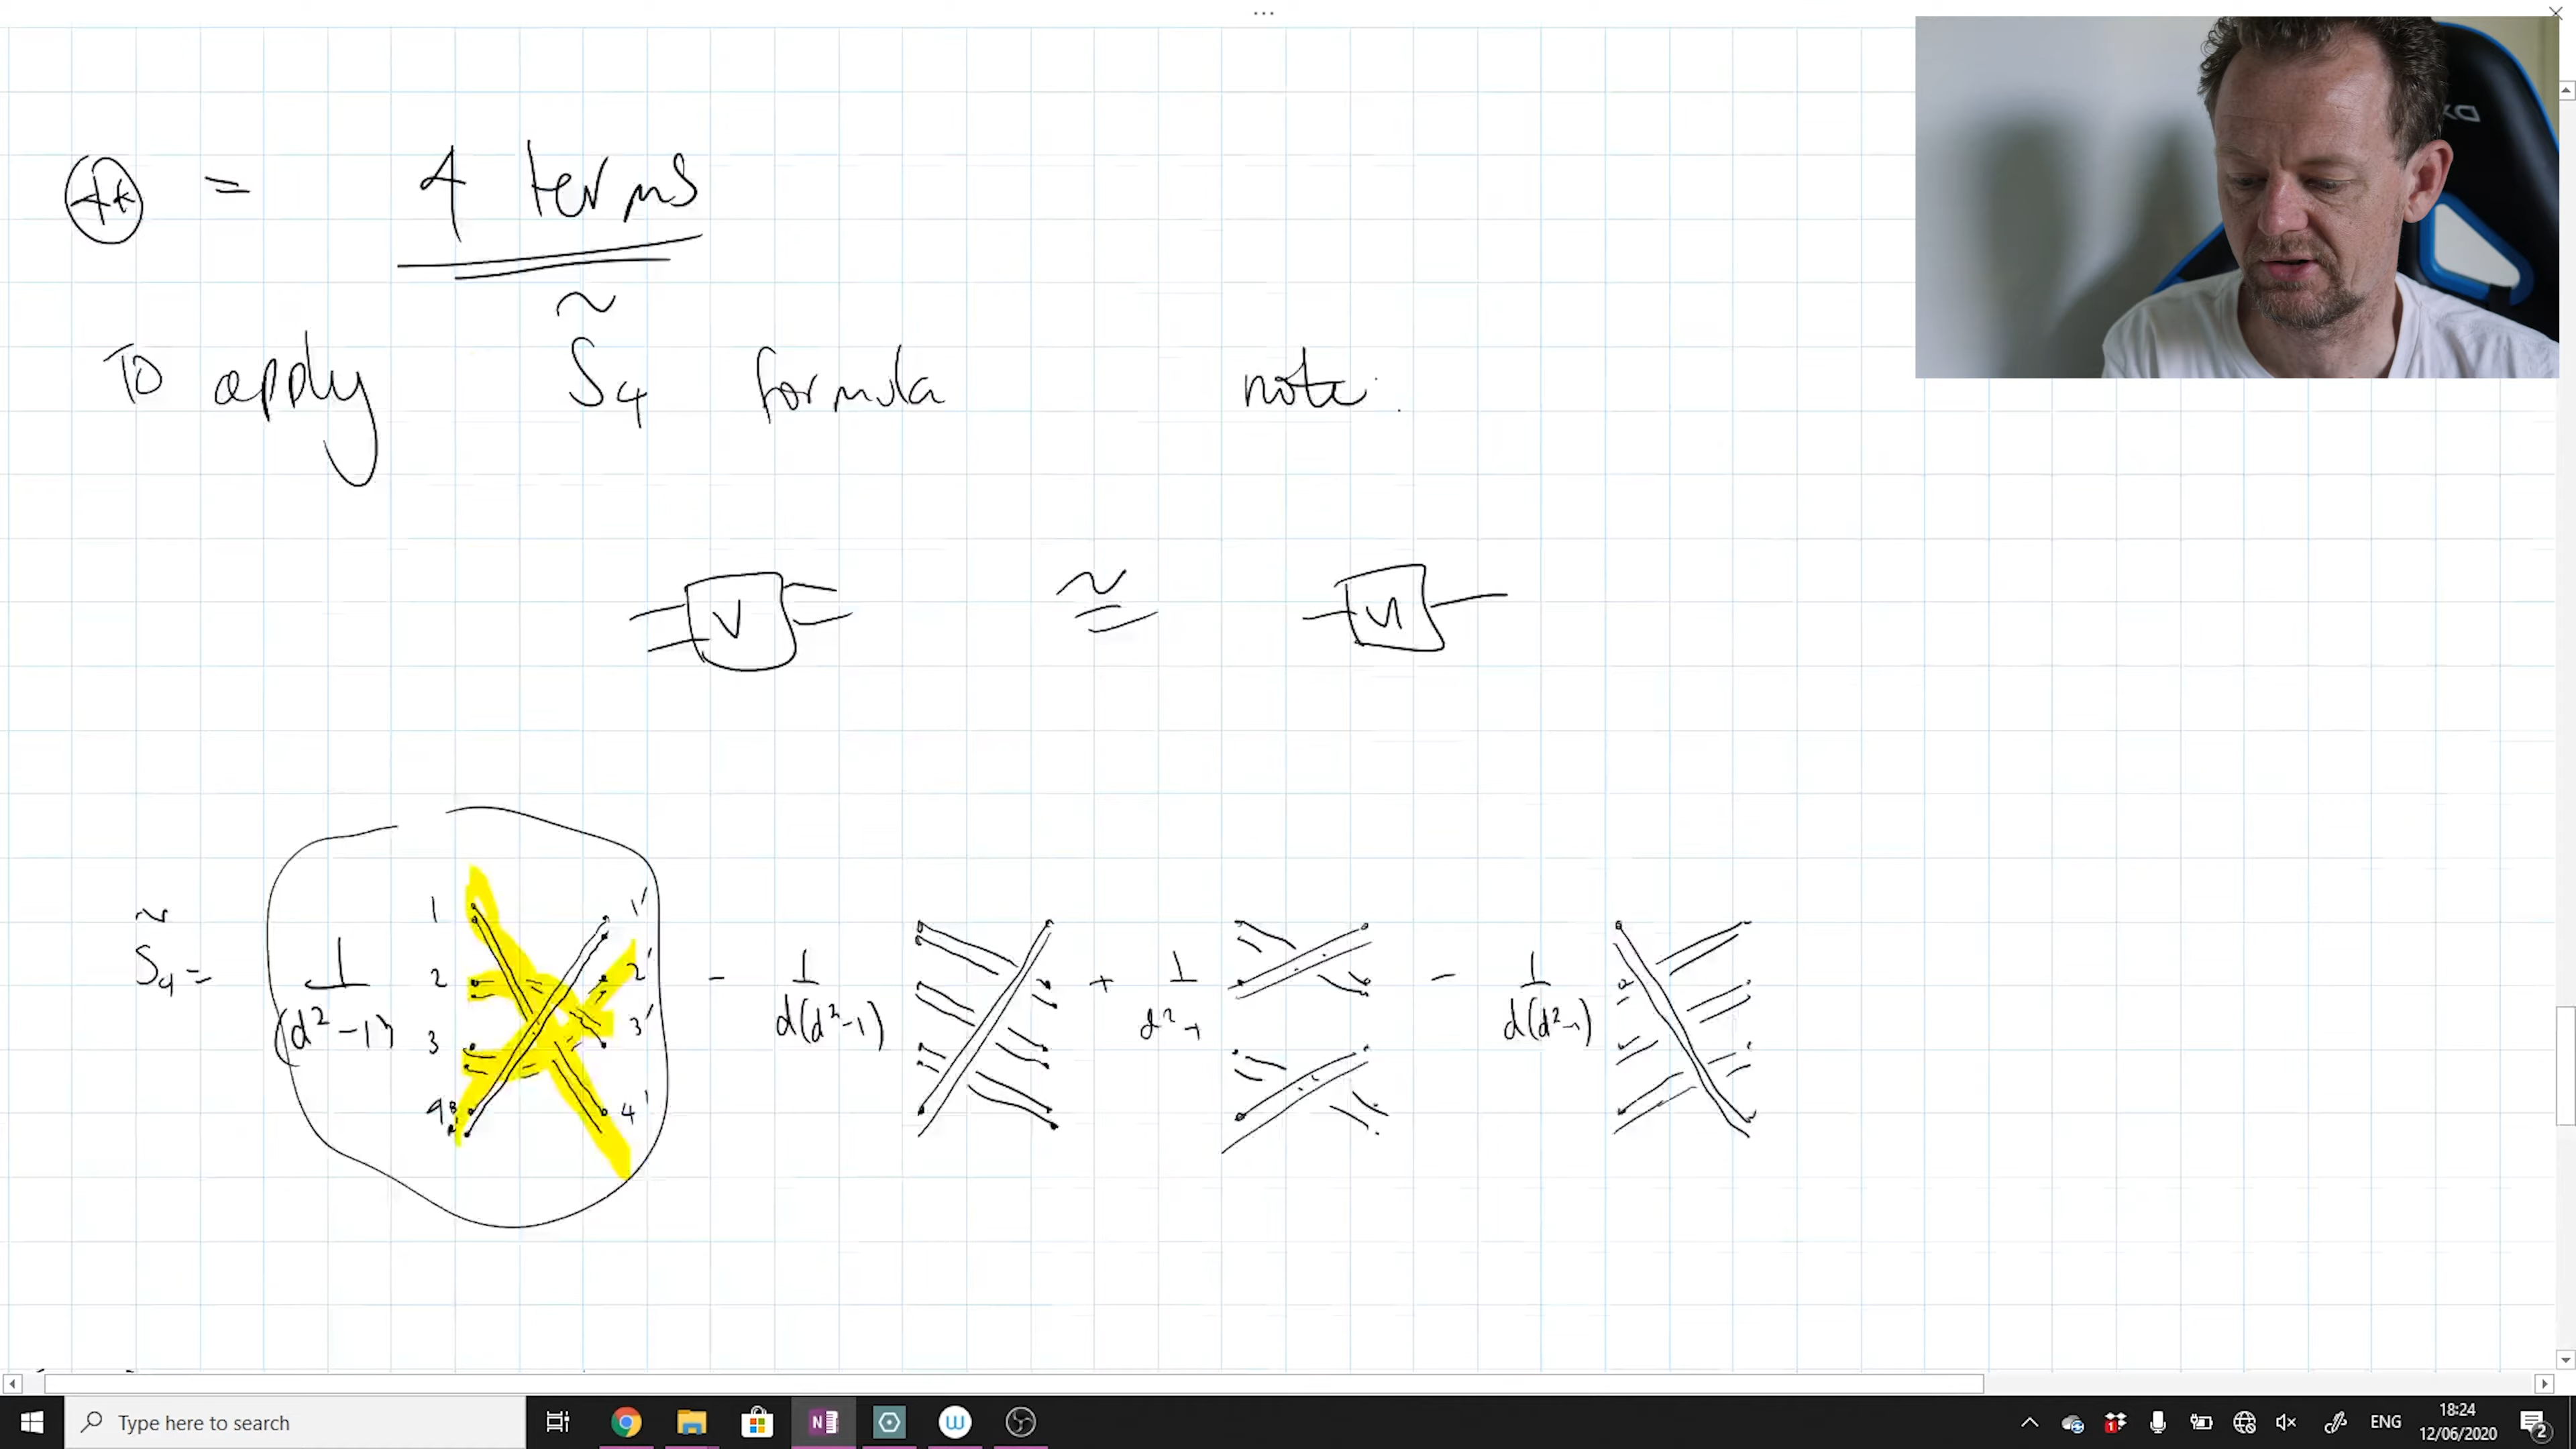 = 4 terms
To apply S̃₄ formula note:
V ≅ V
S̃₄ = 1/(d²-1) 1 2 3 4 1' 2' 3' 4' - 1/d(d²-1) + 1/d²-1 - 1/d(d²-1)
Type here to search
ENG
18:24
12/06/2020
2